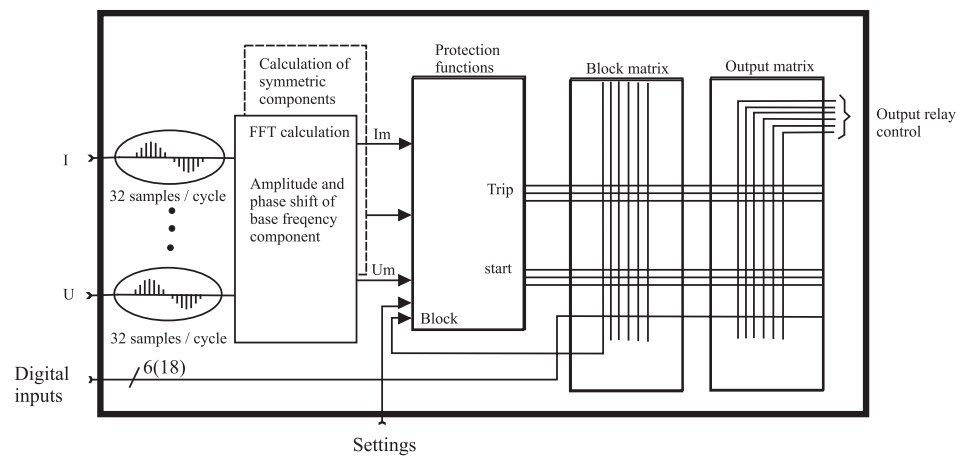 Protection
functions
Calculation of
symmetric
components
Block matrix
Output matrix
FFT calculation
Im
Output relay
control
I
32 samples / cycle
Amplitude and
phase shift of
base freqency
component
Trip
Um
start
U
Block
32 samples / cycle
Digital
inputs
6(18)
Settings